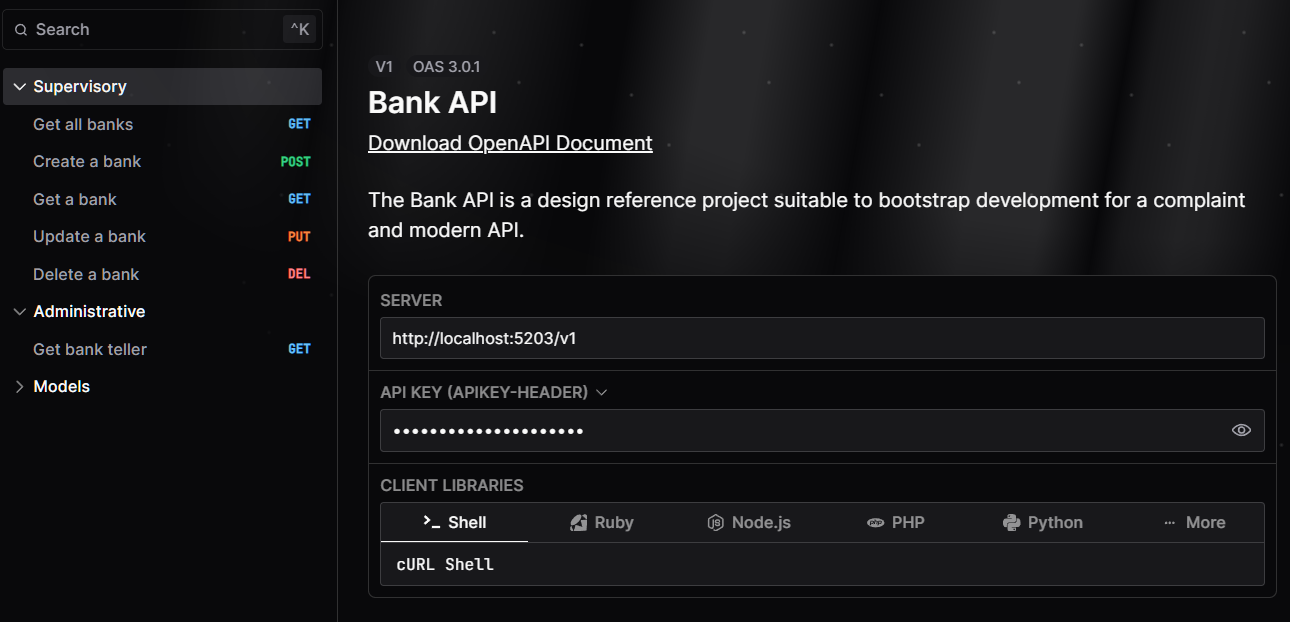 Search ^K
Supervisory
Get all banks GET
Create a bank POST
Get a bank GET
Update a bank PUT
Delete a bank DEL
Administrative
Get bank teller GET
Models
V1 OAS 3.0.1
Bank API
Download OpenAPI Document
The Bank API is a design reference project suitable to bootstrap development for a complaint
and modern API.
SERVER
http://localhost:5203/v1
API KEY (APIKEY-HEADER)
•••••••••••••••••••••
CLIENT LIBRARIES
Shell Ruby Node.js PHP Python ··· More
cURL Shell